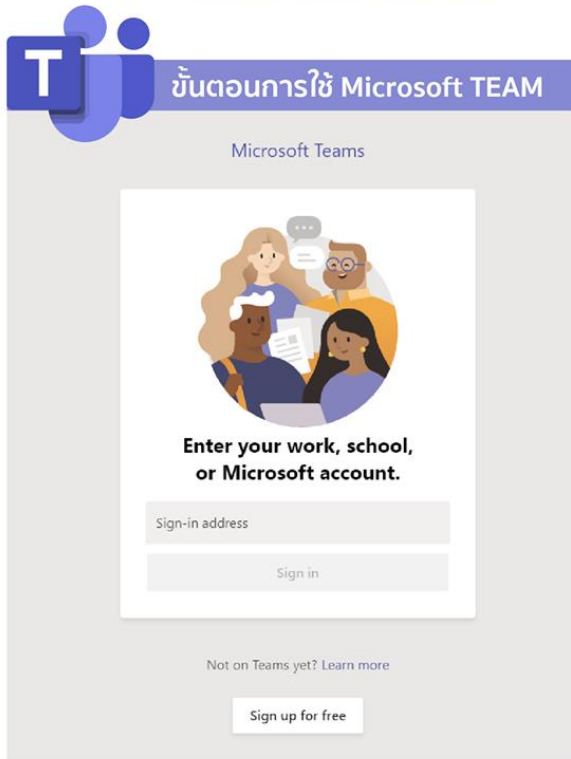 T
ขั้นตอนการใช้ Microsoft TEAM
Microsoft Teams
Enter your work, school,
or Microsoft account.
Sign-in address
Sign in
Not on Teams yet? Learn more
Sign up for free